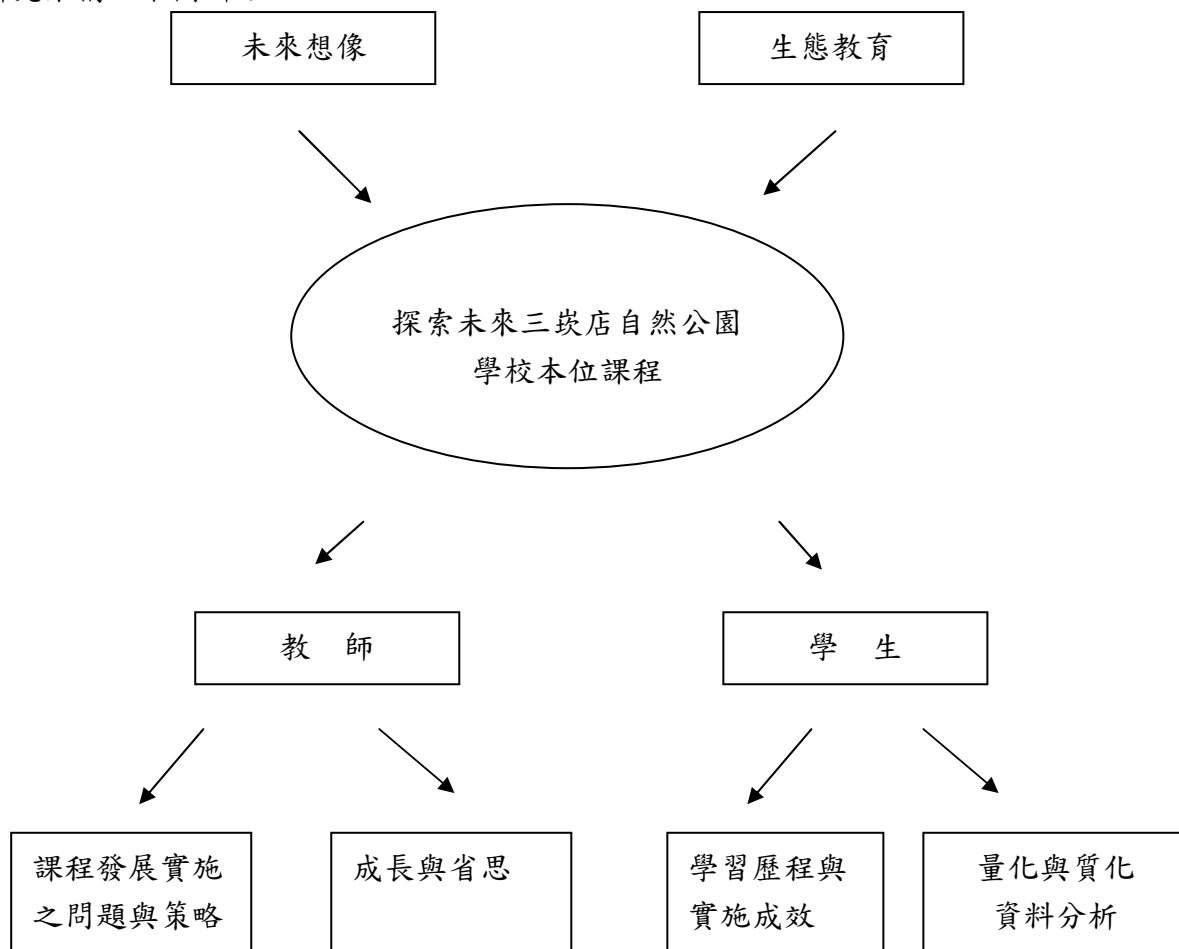 未來想像
生態教育
探索未來三崁店自然公園
學校本位課程
教 師
學 生
課程發展實施
之問題與策略
成長與省思
學習歷程與
實施成效
量化與質化
資料分析